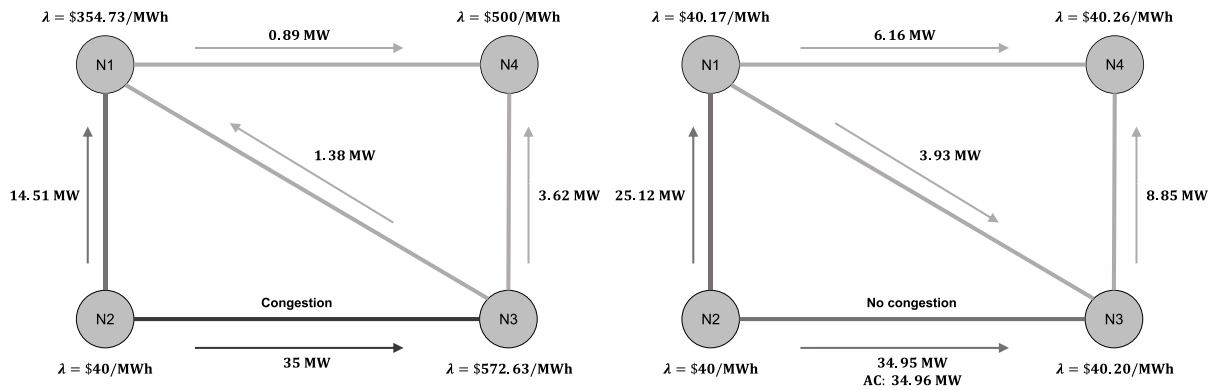 λ = $354.73/MWh
λ = $500/MWh
0.89 MW
N1
N4
1.38 MW
14.51 MW
3.62 MW
Congestion
N2
N3
35 MW
λ = $40/MWh
λ = $572.63/MWh
λ = $40.17/MWh
λ = $40.26/MWh
6.16 MW
N1
N4
3.93 MW
25.12 MW
8.85 MW
No congestion
N2
N3
34.95 MW
λ = $40/MWh
λ = $40.20/MWh
AC: 34.96 MW